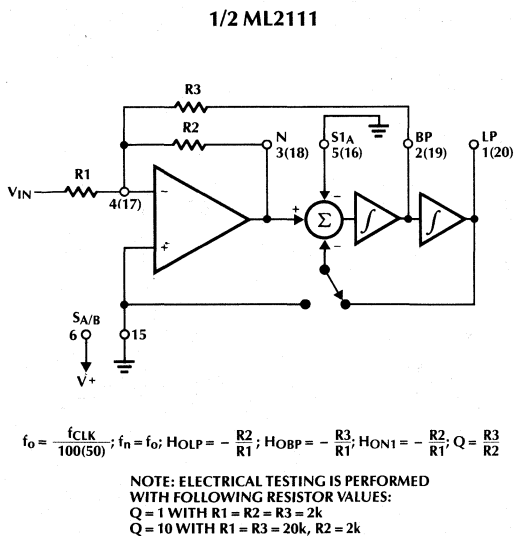 1/2 ML2111
R3
R2
N
3(18)
S1A
5(16)
BP
2(19)
LP
1(20)
R1
VIN
4(17)
−
+
+
−
Σ
−
∫
∫
SA/B
6
15
V+
fo = fCLK / 100(50); fn = fo; HOLP = − R2/R1; HOBP = − R3/R1; HON1 = − R2/R1; Q = R3/R2
NOTE: ELECTRICAL TESTING IS PERFORMED
WITH FOLLOWING RESISTOR VALUES:
Q = 1 WITH R1 = R2 = R3 = 2k
Q = 10 WITH R1 = R3 = 20k, R2 = 2k